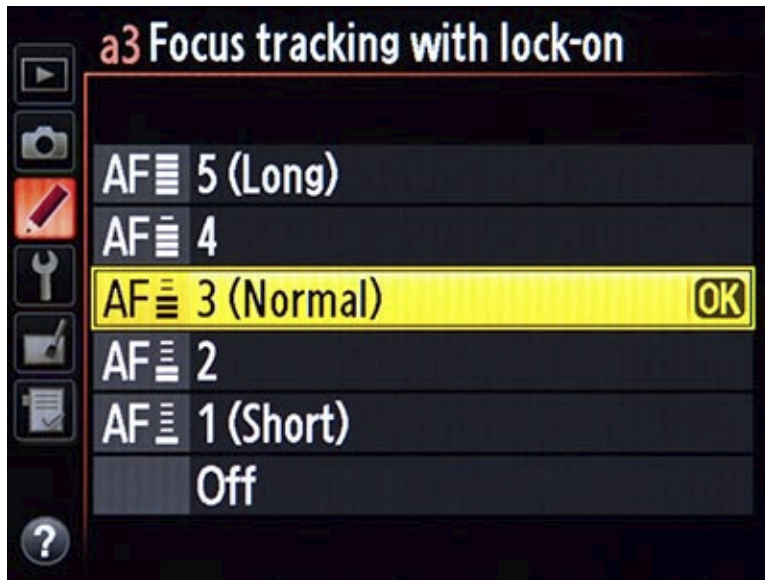 a3 Focus tracking with lock-on
AF 5 (Long)
AF 4
AF 3 (Normal) OK
AF 2
AF 1 (Short)
Off
?